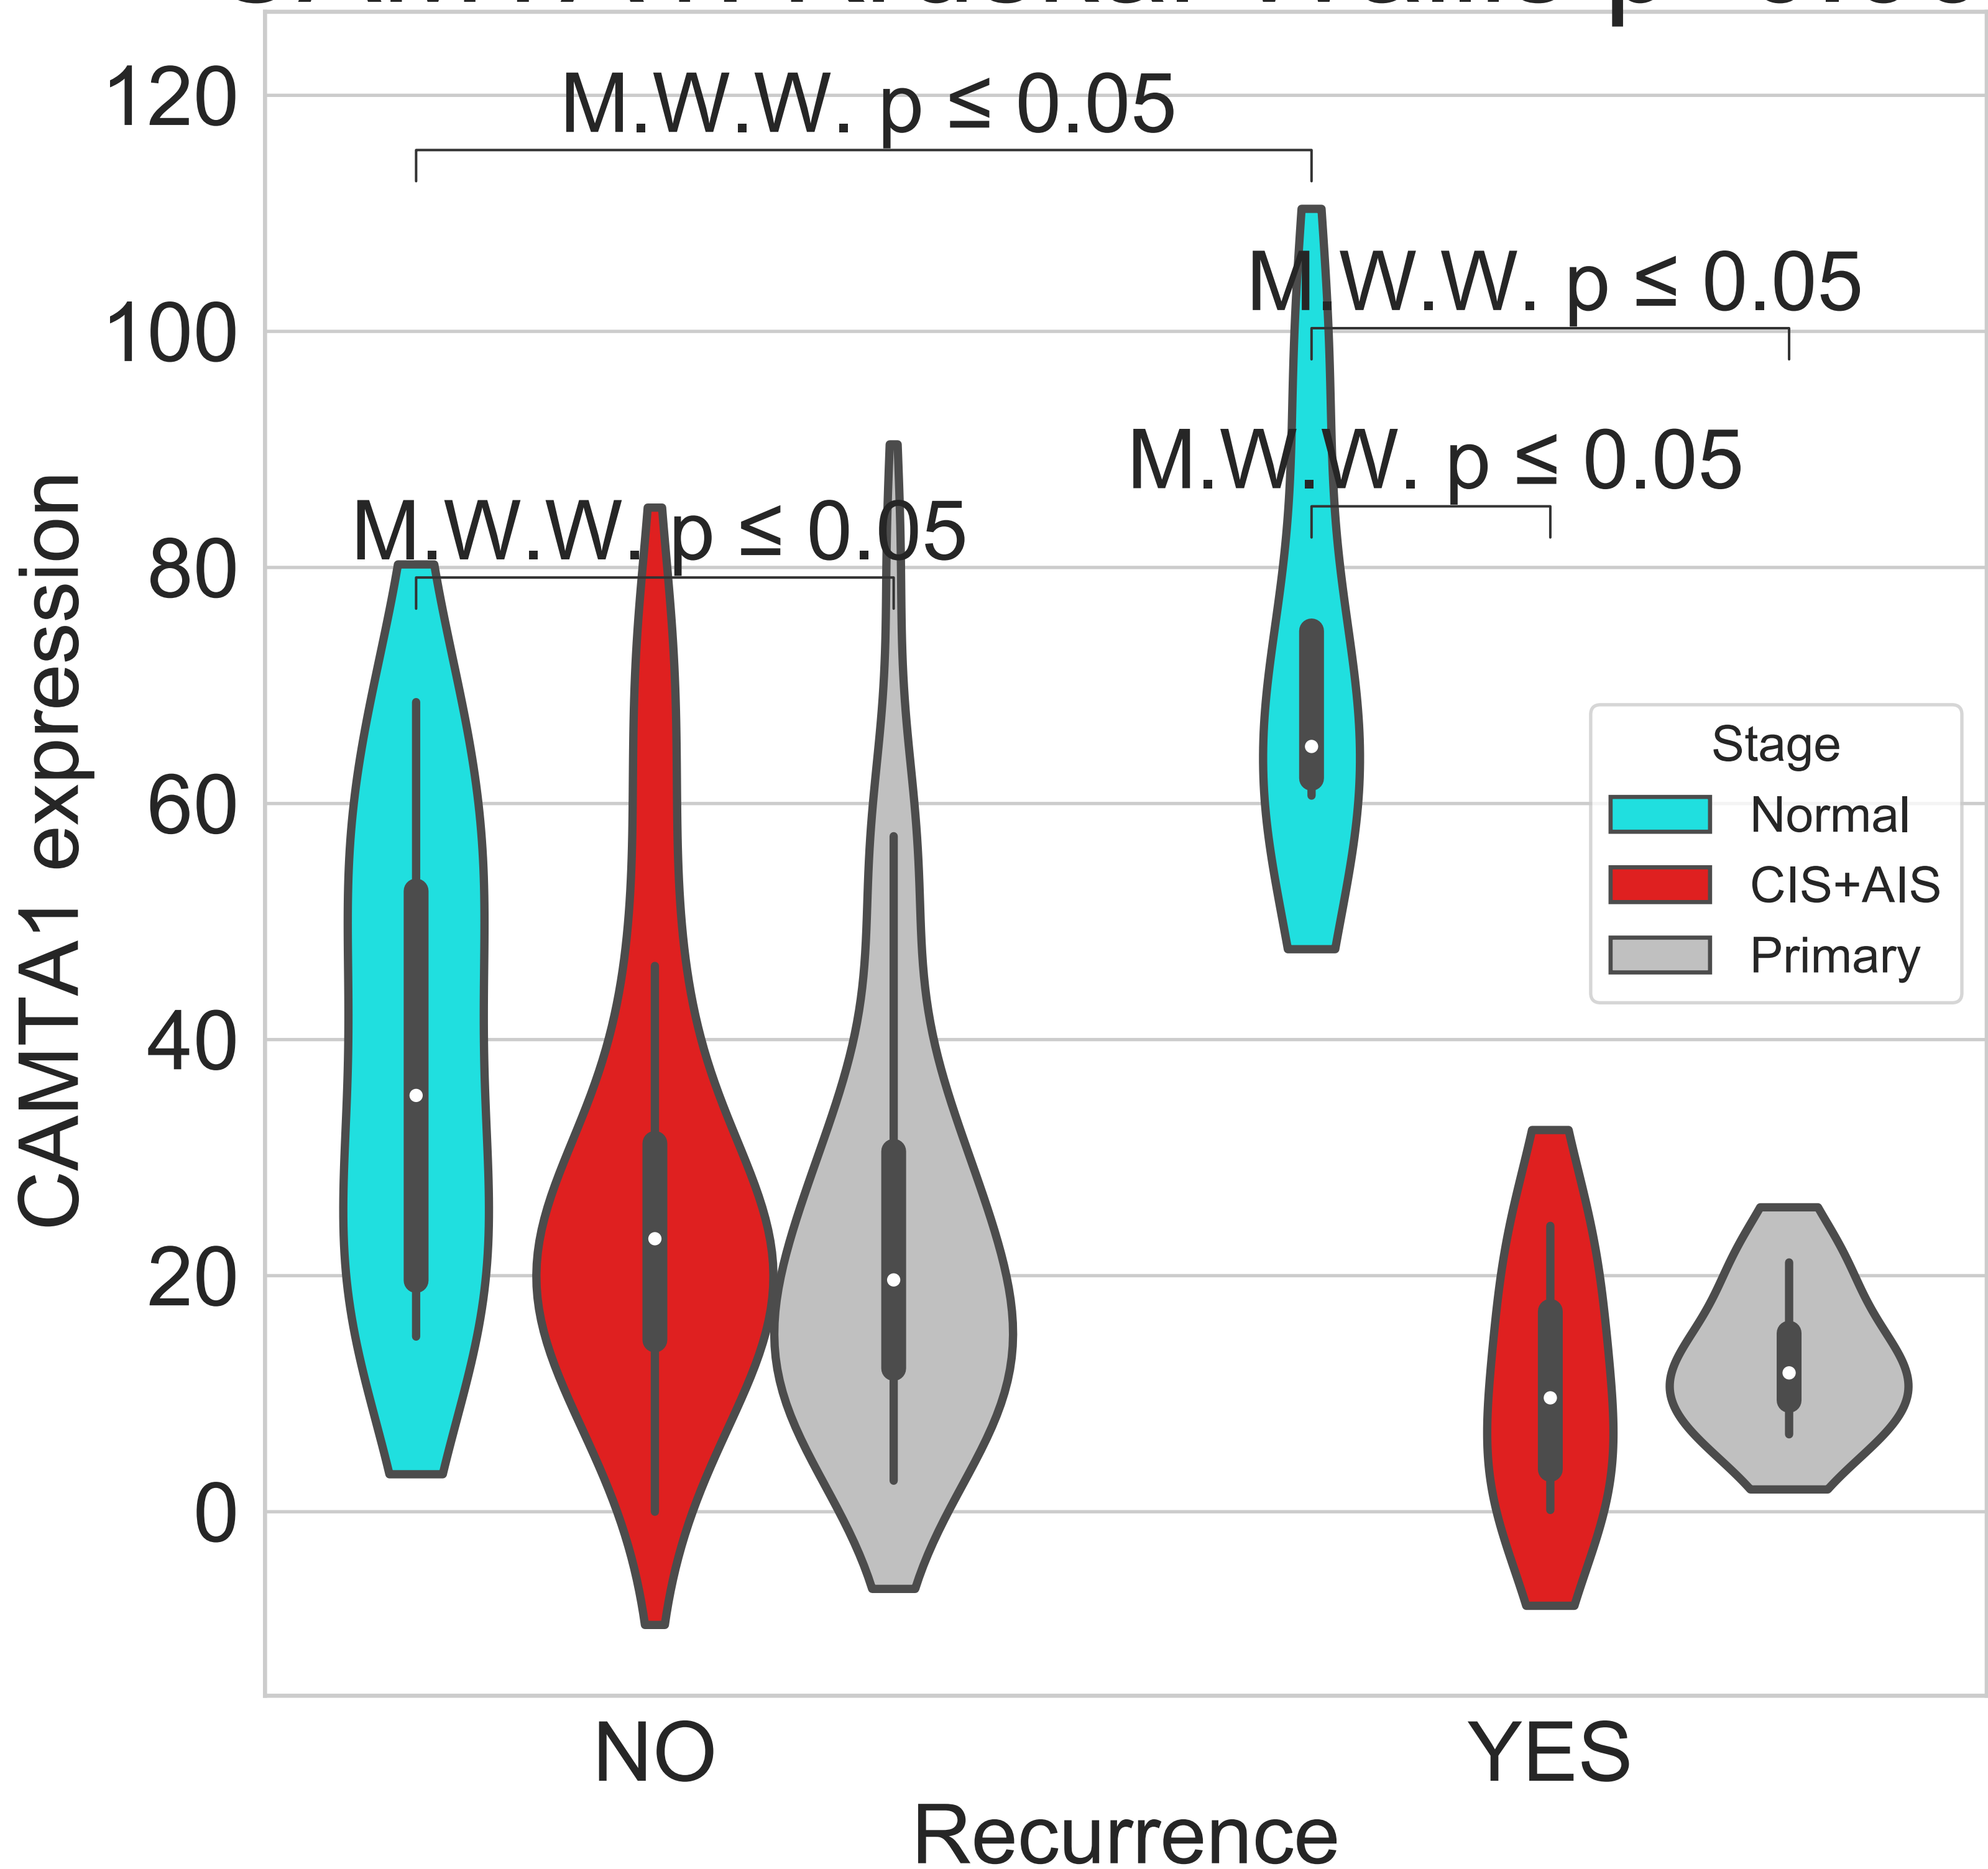 120
M.W.W. p ≤ 0.05
100
M.W.W. p ≤ 0.05
M.W.W. p ≤ 0.05
80
M.W.W. p ≤ 0.05
60
40
20
0
CAMTA1 expression
Stage
Normal
CIS+AIS
Primary
NO
YES
Recurrence